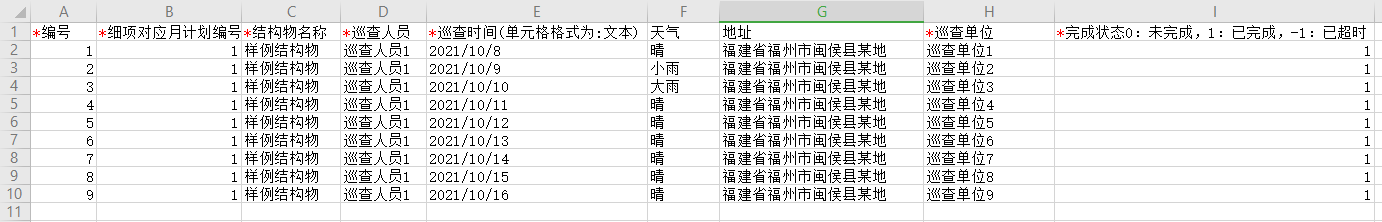 A B C D E F G H I
1 *编号 *细项对应月计划编号 *结构物名称 *巡查人员 *巡查时间(单元格格式为:文本) 天气 地址 *巡查单位 *完成状态0：未完成，1：已完成，-1：已超时
2 1 1 样例结构物 巡查人员1 2021/10/8 晴 福建省福州市闽侯县某地 巡查单位1 1
3 2 1 样例结构物 巡查人员1 2021/10/9 小雨 福建省福州市闽侯县某地 巡查单位2 1
4 3 1 样例结构物 巡查人员1 2021/10/10 大雨 福建省福州市闽侯县某地 巡查单位3 1
5 4 1 样例结构物 巡查人员1 2021/10/11 晴 福建省福州市闽侯县某地 巡查单位4 1
6 5 1 样例结构物 巡查人员1 2021/10/12 晴 福建省福州市闽侯县某地 巡查单位5 1
7 6 1 样例结构物 巡查人员1 2021/10/13 晴 福建省福州市闽侯县某地 巡查单位6 1
8 7 1 样例结构物 巡查人员1 2021/10/14 晴 福建省福州市闽侯县某地 巡查单位7 1
9 8 1 样例结构物 巡查人员1 2021/10/15 晴 福建省福州市闽侯县某地 巡查单位8 1
10 9 1 样例结构物 巡查人员1 2021/10/16 晴 福建省福州市闽侯县某地 巡查单位9 1
11